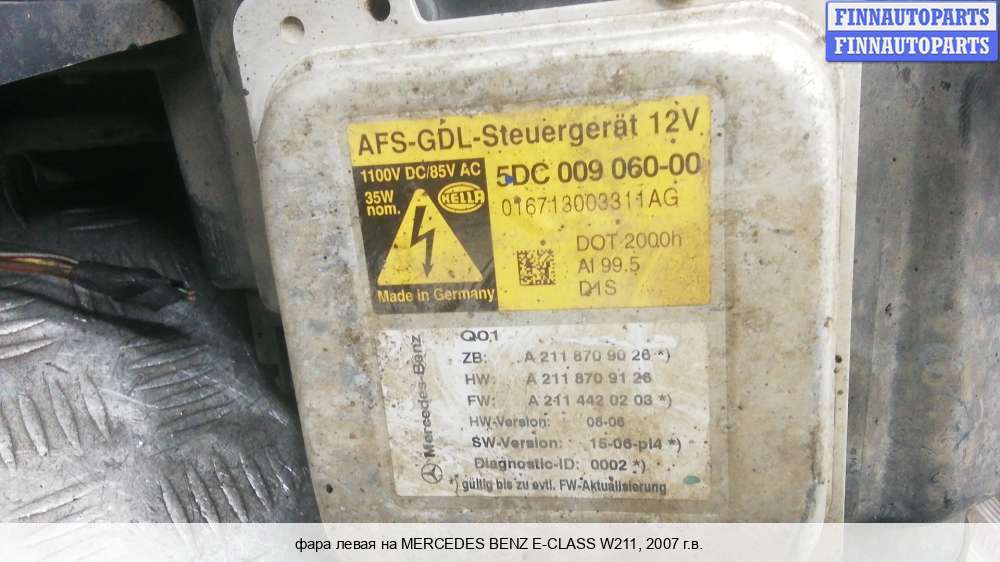 FINNAUTOPARTS
FINNAUTOPARTS
AFS-GDL-Steuergerät 12V
1100V DC/85V AC
35W
nom.
HELLA
Made in Germany
5DC 009 060-00
016713003311AG
DOT 2000h
AI 99.5
D1S
Mercedes-Benz
Q01
ZB: A 211 870 90 26 *)
HW: A 211 870 91 26
FW: A 211 442 02 03 *)
HW-Version: 06-06
SW-Version: 15-06-pl4 *)
Diagnostic-ID: 0002 *)
*) gültig bis zu evtl. FW-Aktualisierung
фара левая на MERCEDES BENZ E-CLASS W211, 2007 г.в.